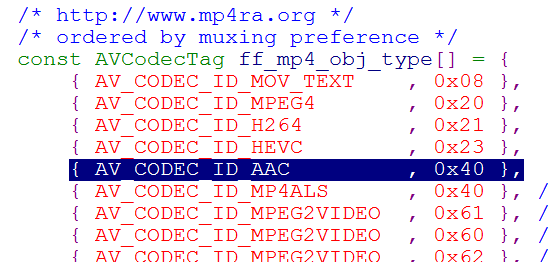 /* http://www.mp4ra.org */
/* ordered by muxing preference */
const AVCodecTag ff_mp4_obj_type[] = {
{ AV_CODEC_ID_MOV_TEXT , 0x08 },
{ AV_CODEC_ID_MPEG4 , 0x20 },
{ AV_CODEC_ID_H264 , 0x21 },
{ AV_CODEC_ID_HEVC , 0x23 },
{ AV_CODEC_ID_AAC , 0x40 },
{ AV_CODEC_ID_MP4ALS , 0x40 }, /
{ AV_CODEC_ID_MPEG2VIDEO , 0x61 }, /
{ AV_CODEC_ID_MPEG2VIDEO , 0x60 }, /
{ AV_CODEC_ID_MPEG2VIDEO , 0x62 }, /